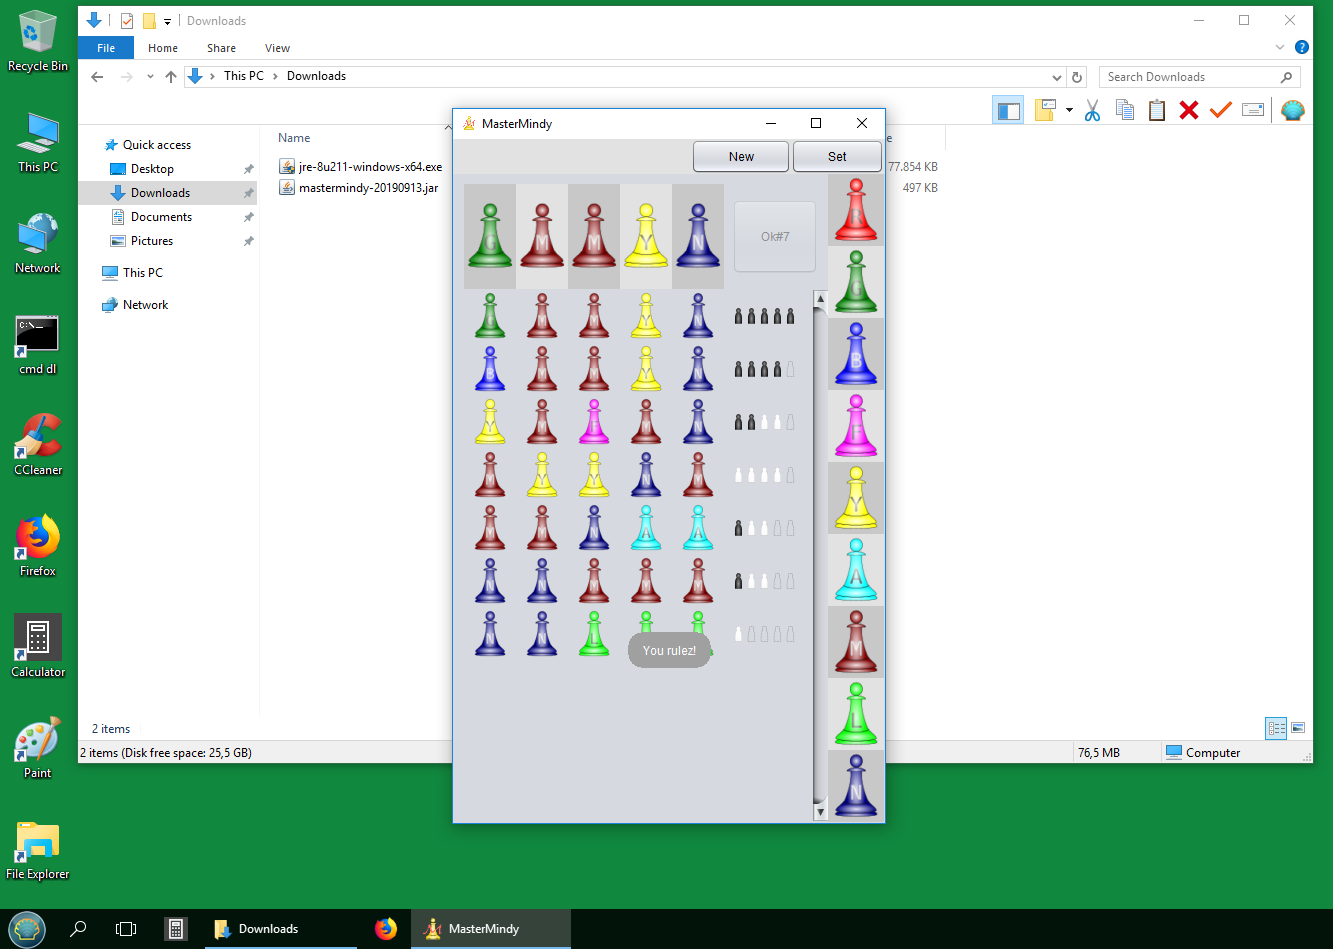 Recycle Bin
This PC
Network
cmd dl
CCleaner
Firefox
Calculator
Paint
File Explorer
Downloads
File Home Share View
This PC Downloads
Search Downloads
Quick access
Desktop
Downloads
Documents
Pictures
This PC
Network
Name
jre-8u211-windows-x64.exe 77.854 KB
mastermindy-20190913.jar 497 KB
2 items
2 items (Disk free space: 25,5 GB)
76,5 MB
Computer
MasterMindy
New
Set
G M M Y N
Ok#7
M M Y N
B M M Y N
Y M F M N
M Y Y N M
M M N A A
N N M M M
N N L
You rulez!
R
G
B
F
Y
A
M
L
N
Downloads
MasterMindy